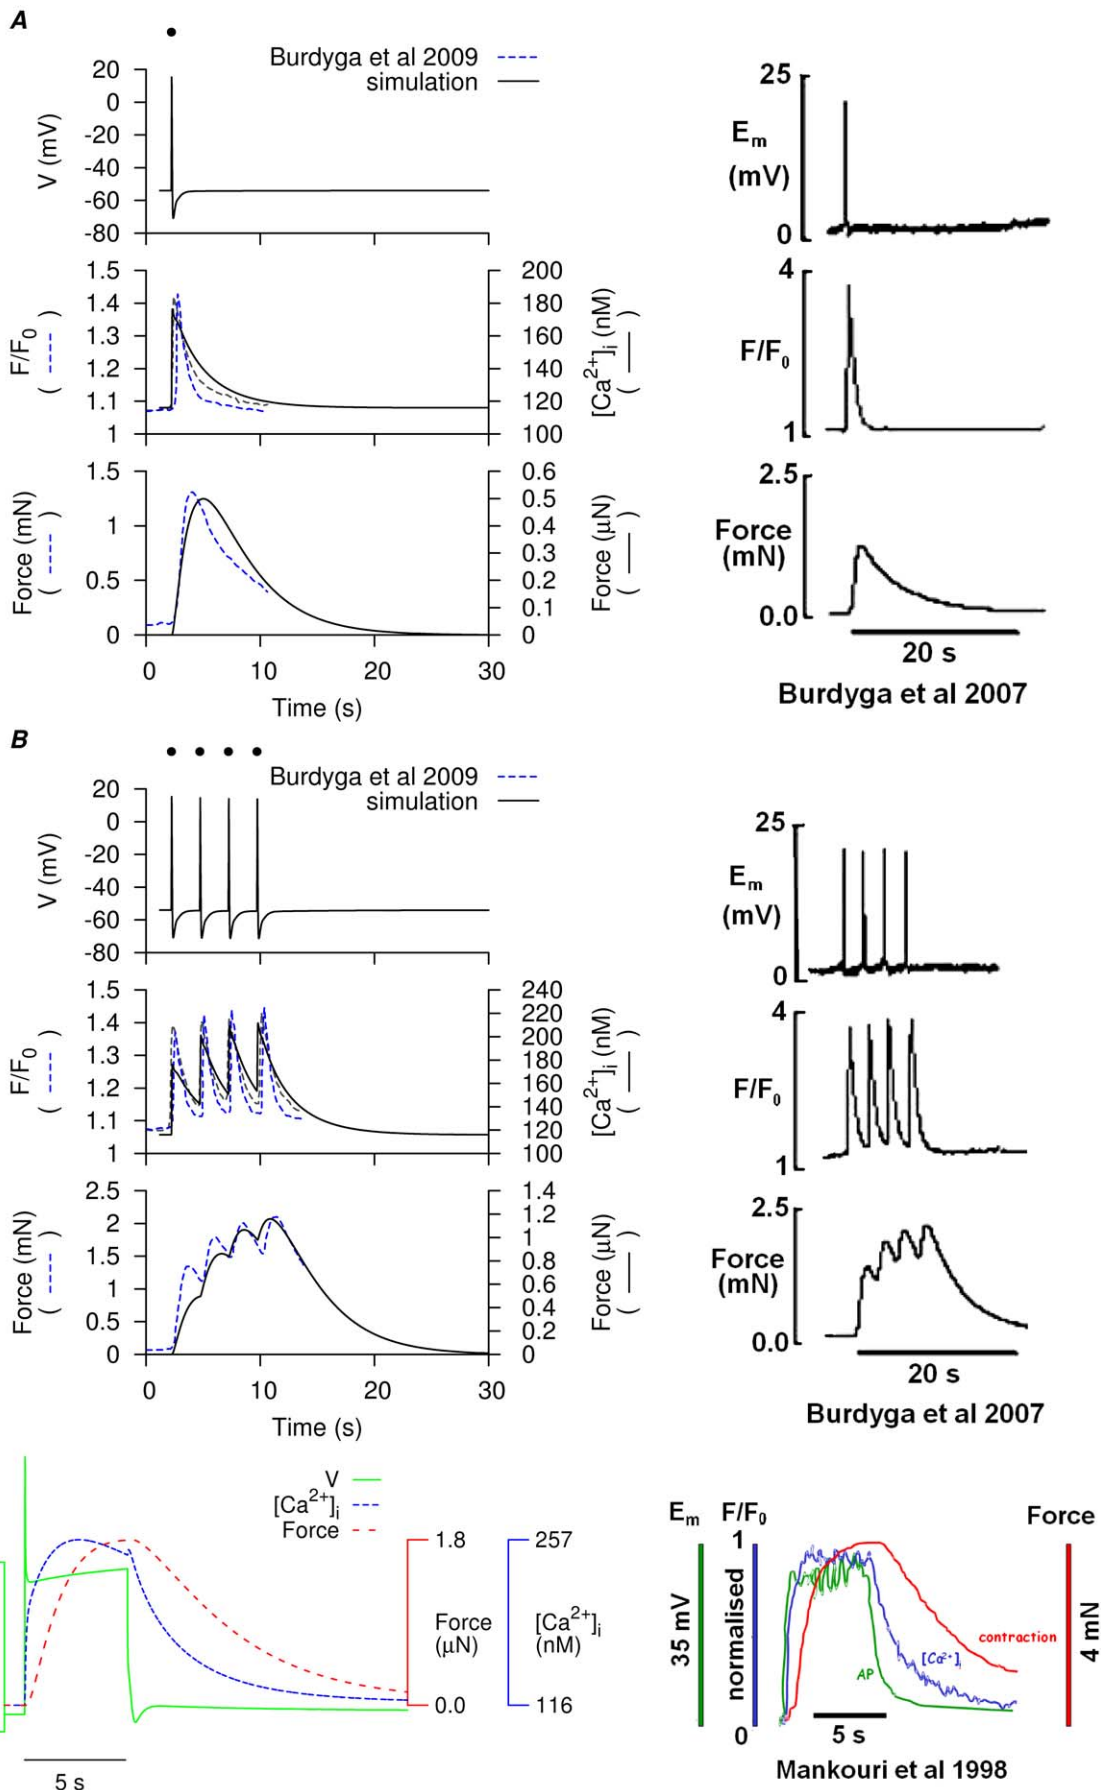 A
Burdyga et al 2009
simulation
20
0
-20
-40
-60
-80
V (mV)
1.5
1.4
1.3
1.2
1.1
1
F/F0
( )
200
180
160
140
120
100
[Ca2+]i (nM)
( )
1.5
1
0.5
0
Force (mN)
( )
0.6
0.5
0.4
0.3
0.2
0.1
0
Force (µN)
( )
0 10 20 30
Time (s)
25
Em
(mV)
0
4
F/F0
1
2.5
Force
(mN)
0.0
20 s
Burdyga et al 2007
B
Burdyga et al 2009
simulation
20
0
-20
-40
-60
-80
V (mV)
1.5
1.4
1.3
1.2
1.1
1
F/F0
( )
240
220
200
180
160
140
120
100
[Ca2+]i (nM)
( )
2.5
2
1.5
1
0.5
0
Force (mN)
( )
1.4
1.2
1
0.8
0.6
0.4
0.2
0
Force (µN)
( )
0 10 20 30
Time (s)
25
Em
(mV)
0
4
F/F0
1
2.5
Force
(mN)
0.0
20 s
Burdyga et al 2007
V
[Ca2+]i
Force
1.8
Force
(µN)
0.0
257
[Ca2+]i
(nM)
116
5 s
Em F/F0 Force
1
35 mV
normalised
0
contraction
[Ca2+]i
AP
4 mN
5 s
Mankouri et al 1998